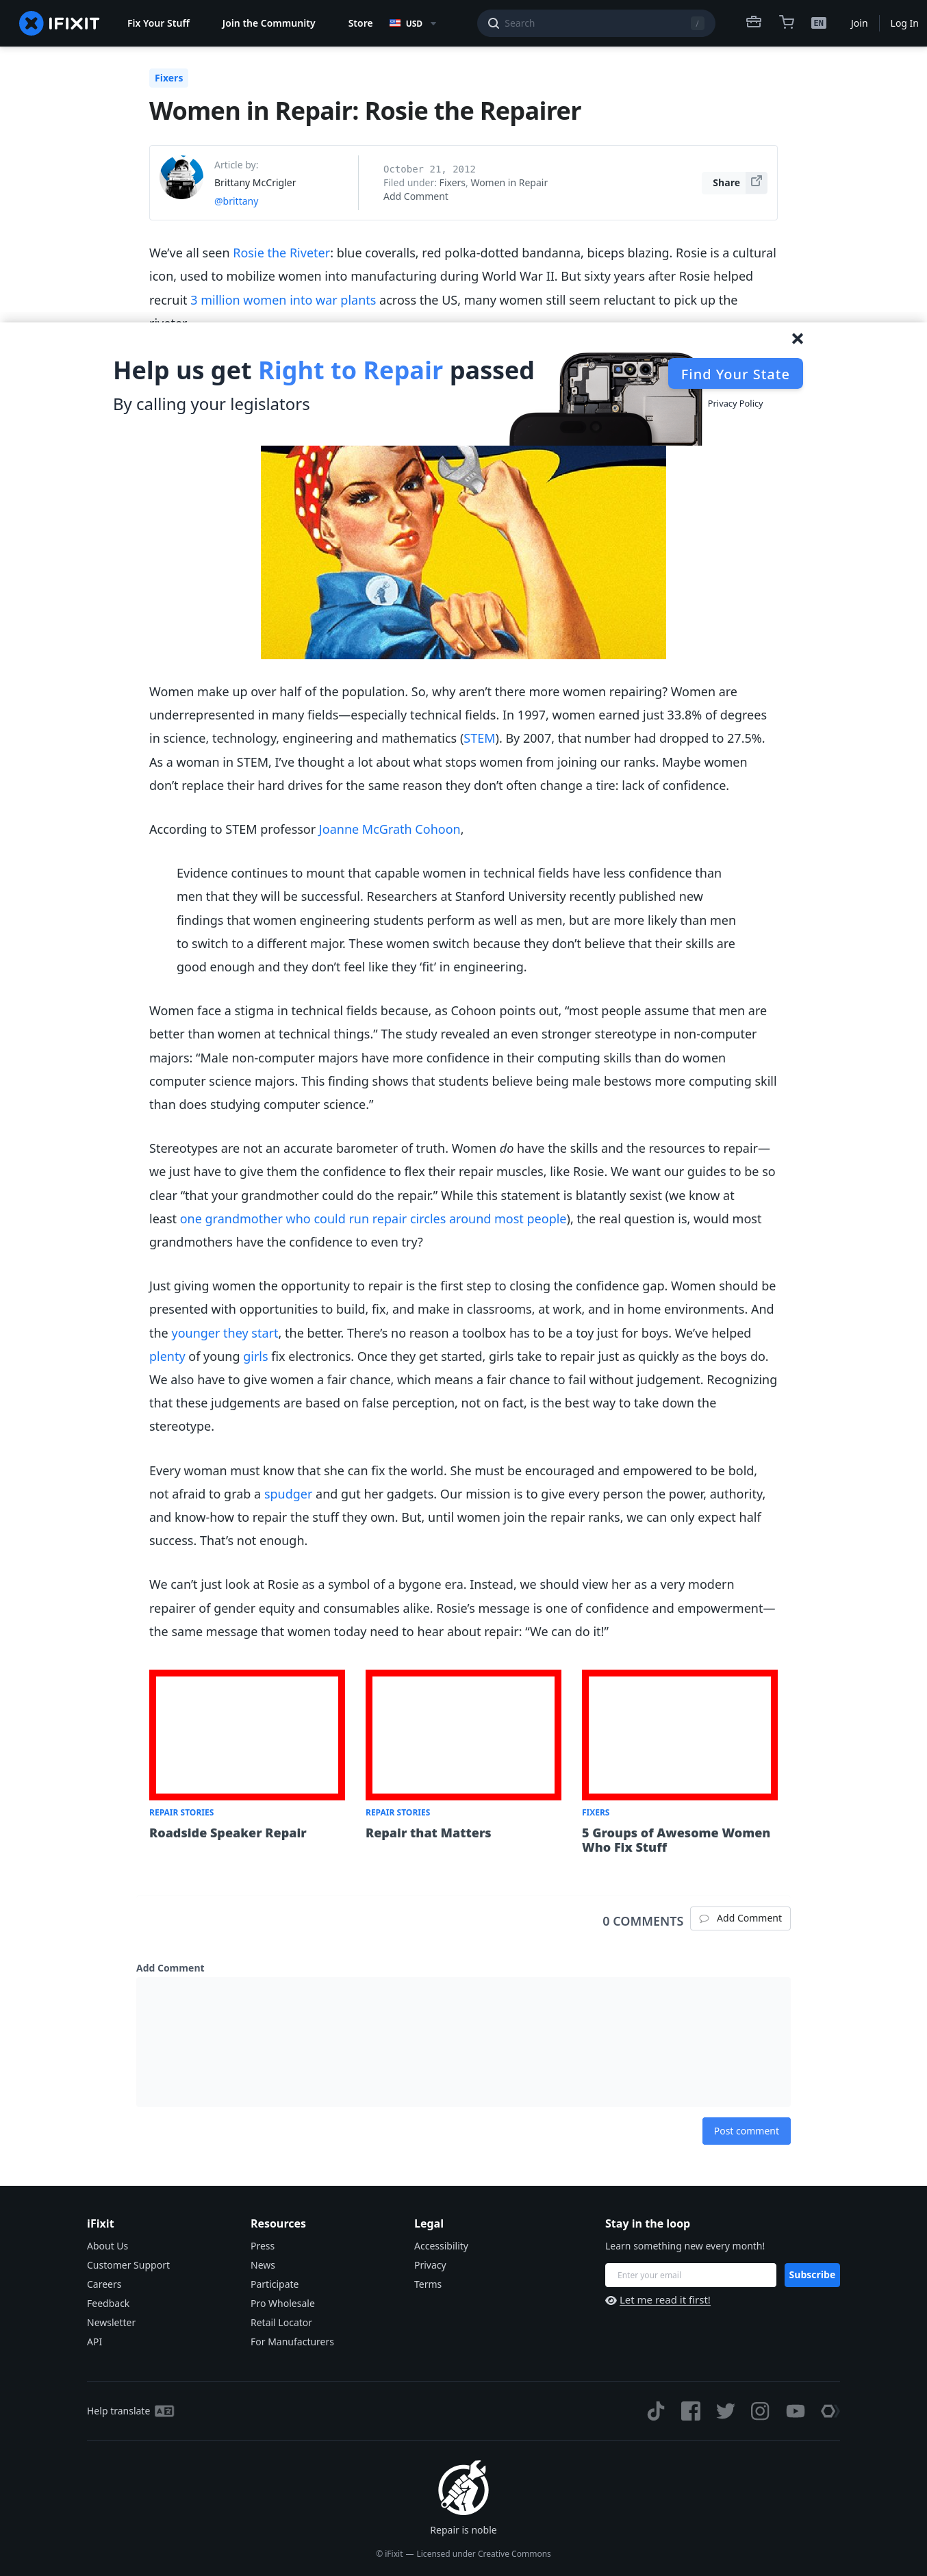 IFIXIT
Fix Your Stuff
Join the Community
Store
USD
Search
/
EN
Join
Log In
Fixers
Women in Repair: Rosie the Repairer
Article by:
Brittany McCrigler
@brittany
October 21, 2012
Filed under: Fixers, Women in Repair
Add Comment
Share
We’ve all seen Rosie the Riveter: blue coveralls, red polka-dotted bandanna, biceps blazing. Rosie is a cultural
icon, used to mobilize women into manufacturing during World War II. But sixty years after Rosie helped
recruit 3 million women into war plants across the US, many women still seem reluctant to pick up the
Help us get Right to Repair passed
By calling your legislators
Find Your State
Privacy Policy
Women make up over half of the population. So, why aren’t there more women repairing? Women are
underrepresented in many fields—especially technical fields. In 1997, women earned just 33.8% of degrees
in science, technology, engineering and mathematics (STEM). By 2007, that number had dropped to 27.5%.
As a woman in STEM, I’ve thought a lot about what stops women from joining our ranks. Maybe women
don’t replace their hard drives for the same reason they don’t often change a tire: lack of confidence.
According to STEM professor Joanne McGrath Cohoon,
Evidence continues to mount that capable women in technical fields have less confidence than
men that they will be successful. Researchers at Stanford University recently published new
findings that women engineering students perform as well as men, but are more likely than men
to switch to a different major. These women switch because they don’t believe that their skills are
good enough and they don’t feel like they ‘fit’ in engineering.
Women face a stigma in technical fields because, as Cohoon points out, “most people assume that men are
better than women at technical things.” The study revealed an even stronger stereotype in non-computer
majors: “Male non-computer majors have more confidence in their computing skills than do women
computer science majors. This finding shows that students believe being male bestows more computing skill
than does studying computer science.”
Stereotypes are not an accurate barometer of truth. Women do have the skills and the resources to repair—
we just have to give them the confidence to flex their repair muscles, like Rosie. We want our guides to be so
clear “that your grandmother could do the repair.” While this statement is blatantly sexist (we know at
least one grandmother who could run repair circles around most people), the real question is, would most
grandmothers have the confidence to even try?
Just giving women the opportunity to repair is the first step to closing the confidence gap. Women should be
presented with opportunities to build, fix, and make in classrooms, at work, and in home environments. And
the younger they start, the better. There’s no reason a toolbox has to be a toy just for boys. We’ve helped
plenty of young girls fix electronics. Once they get started, girls take to repair just as quickly as the boys do.
We also have to give women a fair chance, which means a fair chance to fail without judgement. Recognizing
that these judgements are based on false perception, not on fact, is the best way to take down the
stereotype.
Every woman must know that she can fix the world. She must be encouraged and empowered to be bold,
not afraid to grab a spudger and gut her gadgets. Our mission is to give every person the power, authority,
and know-how to repair the stuff they own. But, until women join the repair ranks, we can only expect half
success. That’s not enough.
We can’t just look at Rosie as a symbol of a bygone era. Instead, we should view her as a very modern
repairer of gender equity and consumables alike. Rosie’s message is one of confidence and empowerment—
the same message that women today need to hear about repair: “We can do it!”
REPAIR STORIES
Roadside Speaker Repair
REPAIR STORIES
Repair that Matters
FIXERS
5 Groups of Awesome Women
Who Fix Stuff
0 COMMENTS
Add Comment
Add Comment
Post comment
iFixit
About Us
Customer Support
Careers
Feedback
Newsletter
API
Resources
Press
News
Participate
Pro Wholesale
Retail Locator
For Manufacturers
Legal
Accessibility
Privacy
Terms
Stay in the loop
Learn something new every month!
Enter your email
Subscribe
Let me read it first!
Help translate
Repair is noble
© iFixit — Licensed under Creative Commons